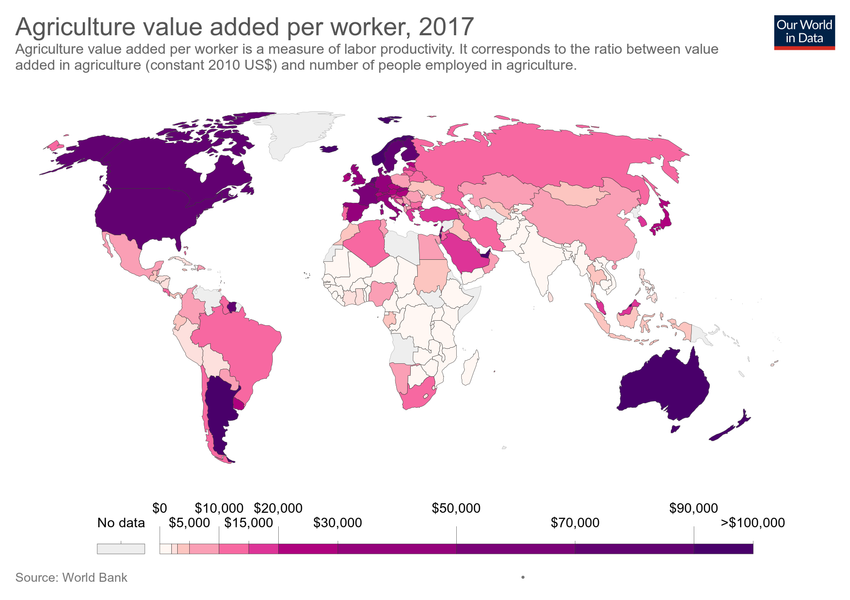 Agriculture value added per worker, 2017
Our World
in Data
Agriculture value added per worker is a measure of labor productivity. It corresponds to the ratio between value
added in agriculture (constant 2010 US$) and number of people employed in agriculture.
$0 $10,000 $20,000 $50,000 $90,000
No data $5,000 $15,000 $30,000 $70,000 >$100,000
Source: World Bank